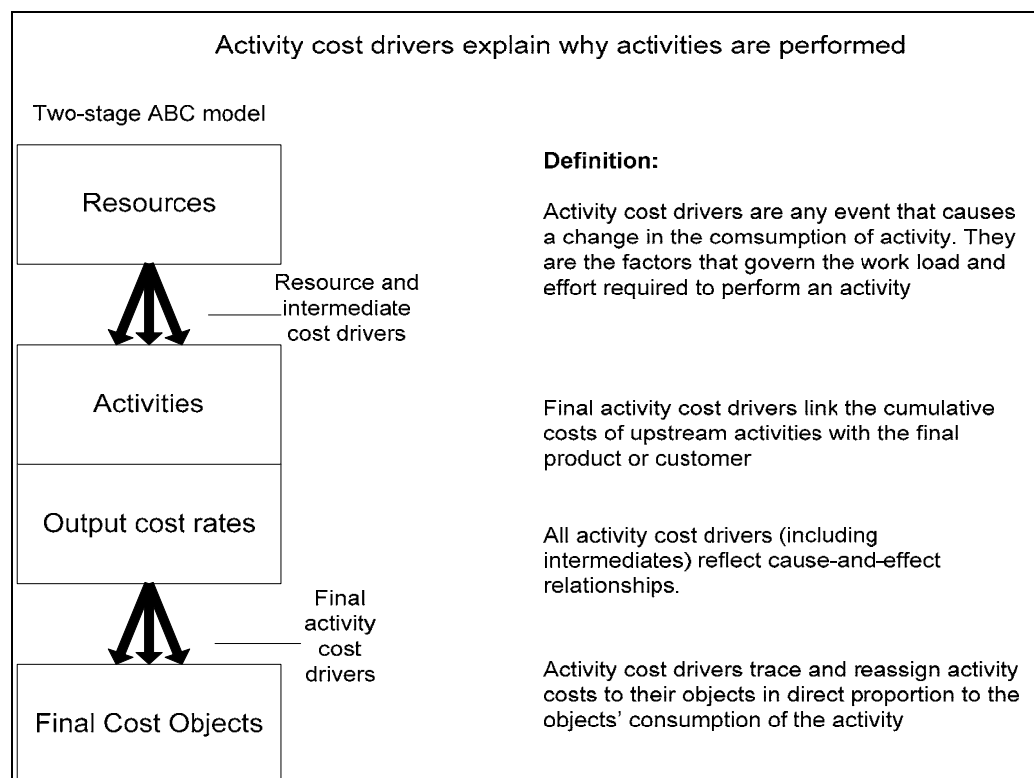 Activity cost drivers explain why activities are performed
Two-stage ABC model
Resources
Resource and
intermediate
cost drivers
Activities
Output cost rates
Final
activity
cost
drivers
Final Cost Objects
Definition:
Activity cost drivers are any event that causes
a change in the comsumption of activity. They
are the factors that govern the work load and
effort required to perform an activity
Final activity cost drivers link the cumulative
costs of upstream activities with the final
product or customer
All activity cost drivers (including
intermediates) reflect cause-and-effect
relationships.
Activity cost drivers trace and reassign activity
costs to their objects in direct proportion to the
objects’ consumption of the activity